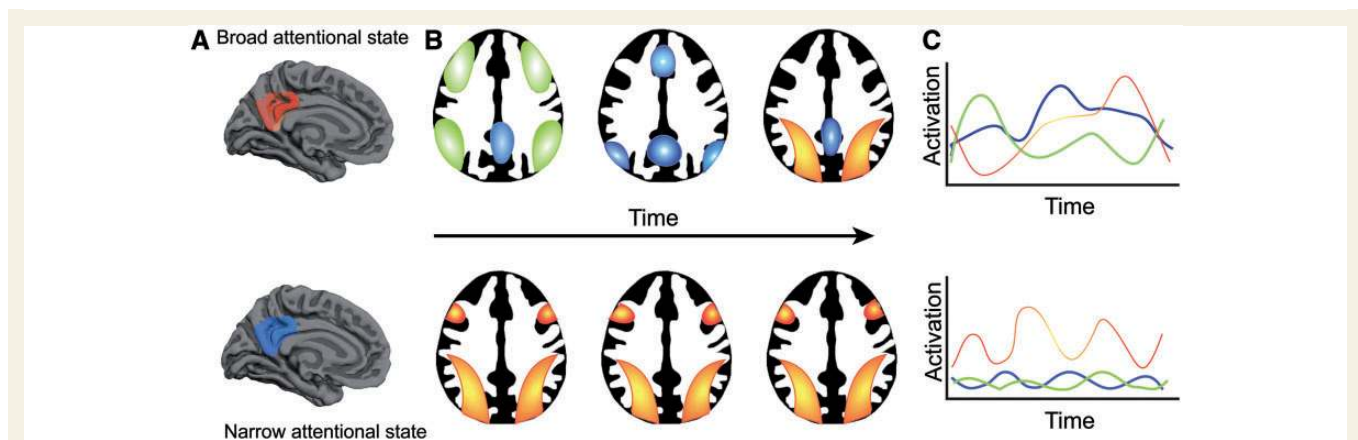 A Broad attentional state
B
C
Activation
Time
Time
Activation
Time
Narrow attentional state